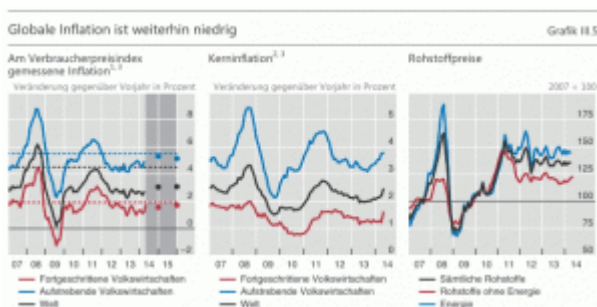 Globale Inflation ist weiterhin niedrig
Grafik III.5
Am Verbraucherpreisindex
gemessene Inflation1, 3
Veränderung gegenüber Vorjahr in Prozent
8
6
4
2
0
–2
07 08 09 10 11 12 13 14 15
Fortgeschrittene Volkswirtschaften
Aufstrebende Volkswirtschaften
Welt
Kerninflation2, 3
Veränderung gegenüber Vorjahr in Prozent
5
4
3
2
1
0
07 08 09 10 11 12 13 14
Fortgeschrittene Volkswirtschaften
Aufstrebende Volkswirtschaften
Welt
Rohstoffpreise
2007 = 100
175
150
125
100
75
50
07 08 09 10 11 12 13 14
Sämtliche Rohstoffe
Rohstoffe ohne Energie
Energie